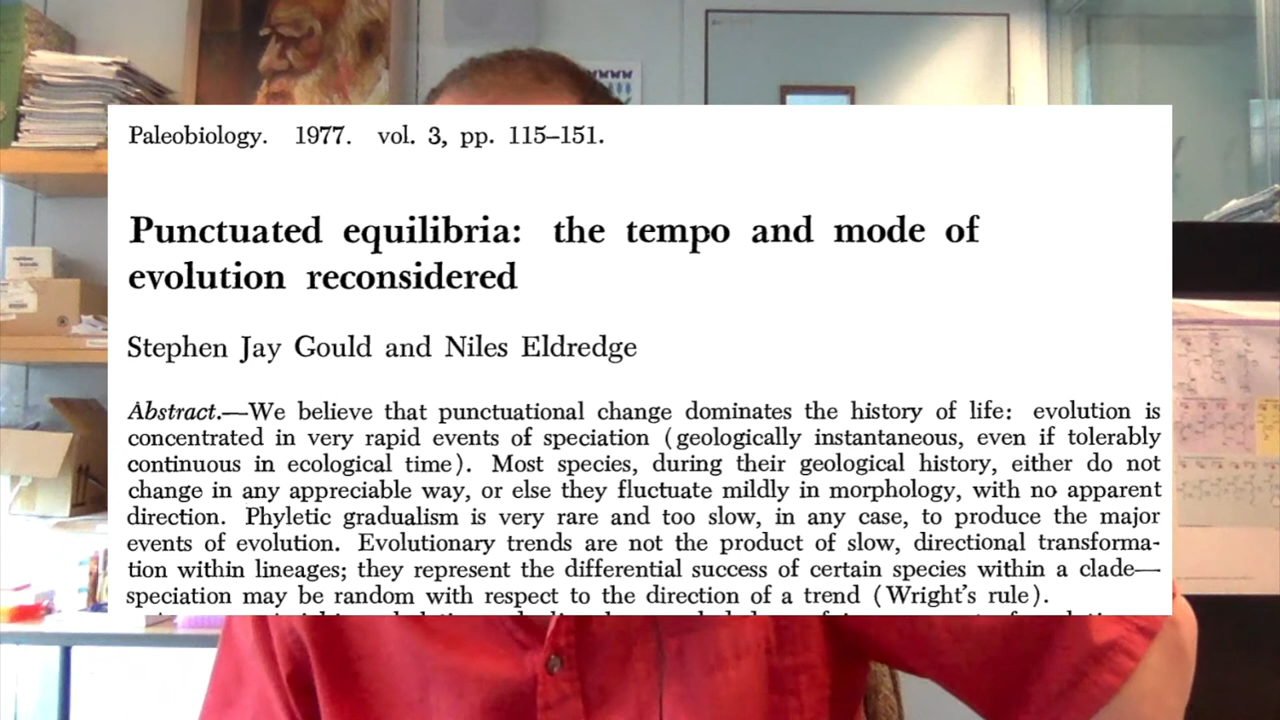 Paleobiology. 1977. vol. 3, pp. 115–151.
Punctuated equilibria: the tempo and mode of
evolution reconsidered
Stephen Jay Gould and Niles Eldredge
Abstract.—We believe that punctuational change dominates the history of life: evolution is
concentrated in very rapid events of speciation (geologically instantaneous, even if tolerably
continuous in ecological time). Most species, during their geological history, either do not
change in any appreciable way, or else they fluctuate mildly in morphology, with no apparent
direction. Phyletic gradualism is very rare and too slow, in any case, to produce the major
events of evolution. Evolutionary trends are not the product of slow, directional transforma-
tion within lineages; they represent the differential success of certain species within a clade—
speciation may be random with respect to the direction of a trend (Wright's rule).